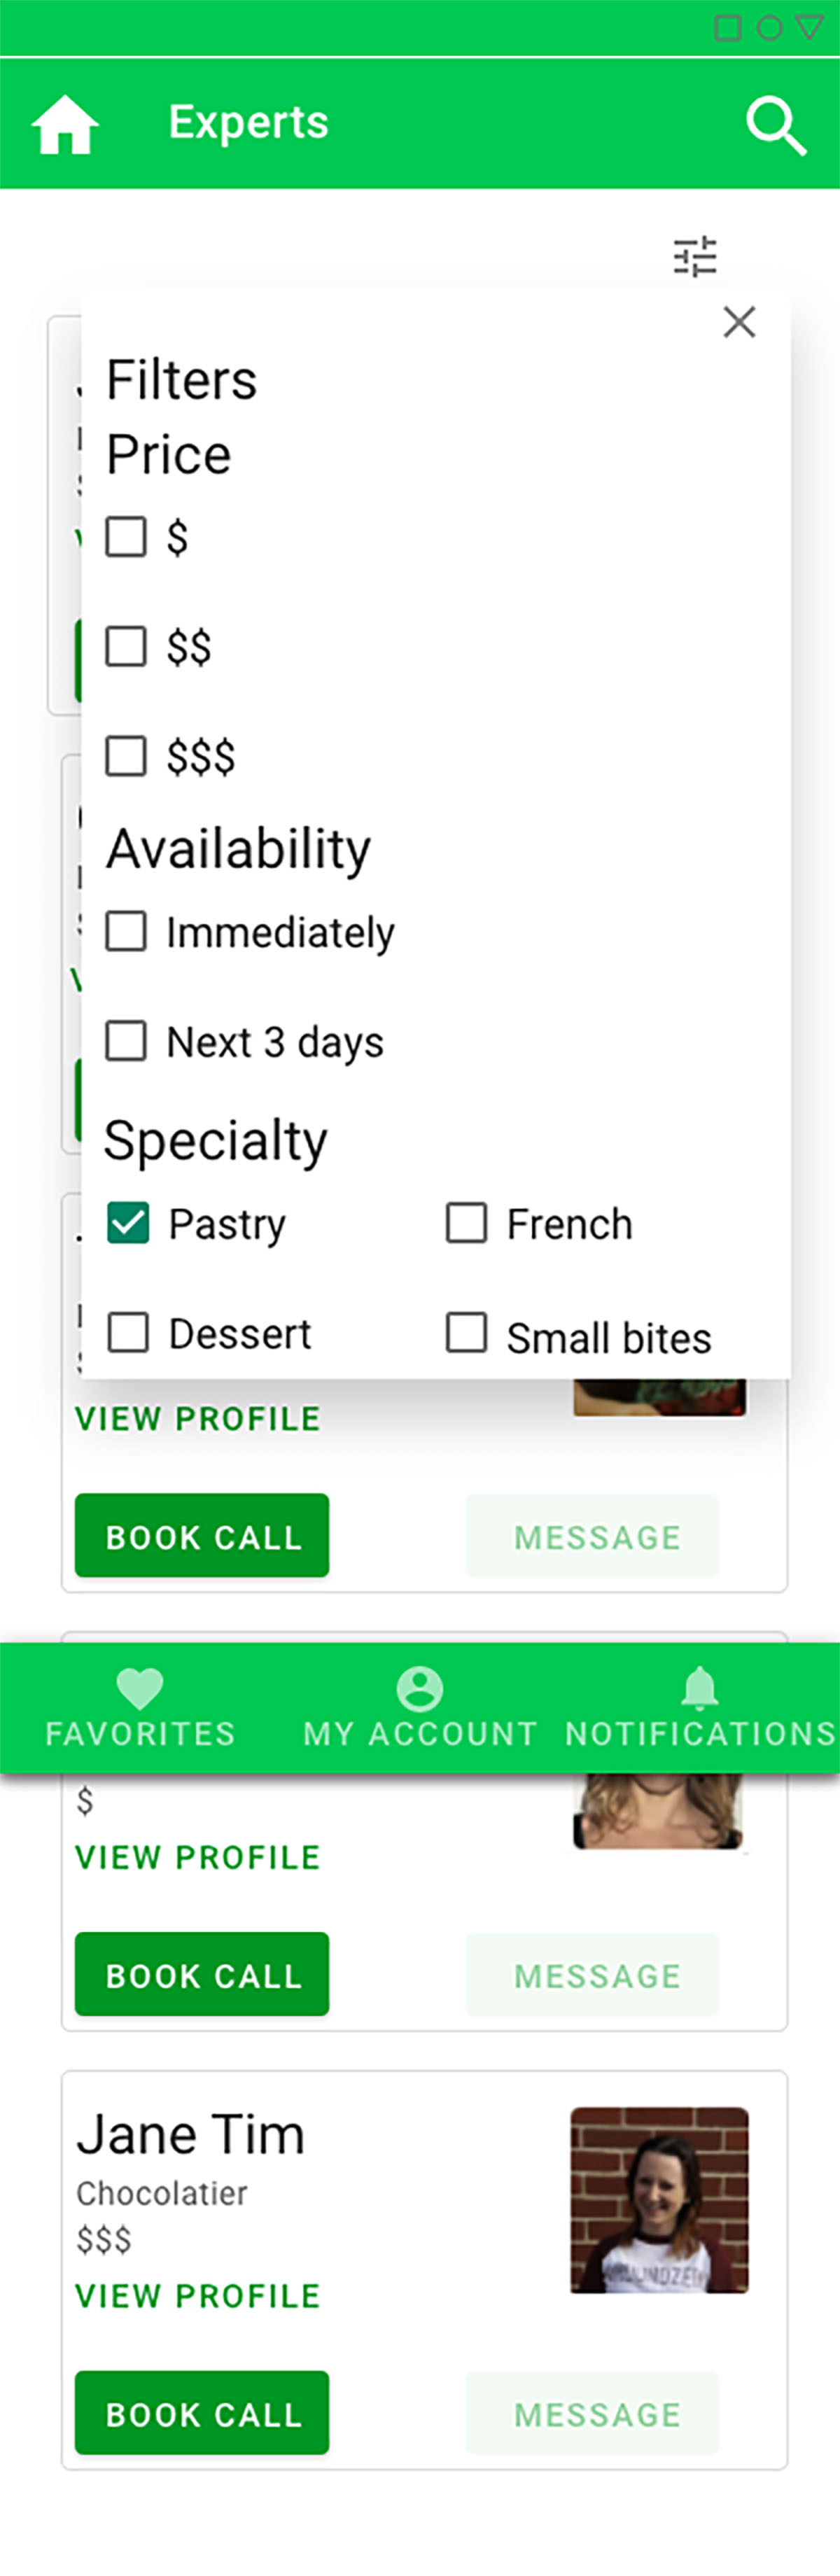 Experts
Filters
Price
$
$$
$$$
Availability
Immediately
Next 3 days
Specialty
Pastry French
Dessert Small bites
VIEW PROFILE
BOOK CALL MESSAGE
FAVORITES MY ACCOUNT NOTIFICATIONS
$
VIEW PROFILE
BOOK CALL MESSAGE
Jane Tim
Chocolatier
$$$
VIEW PROFILE
BOOK CALL MESSAGE